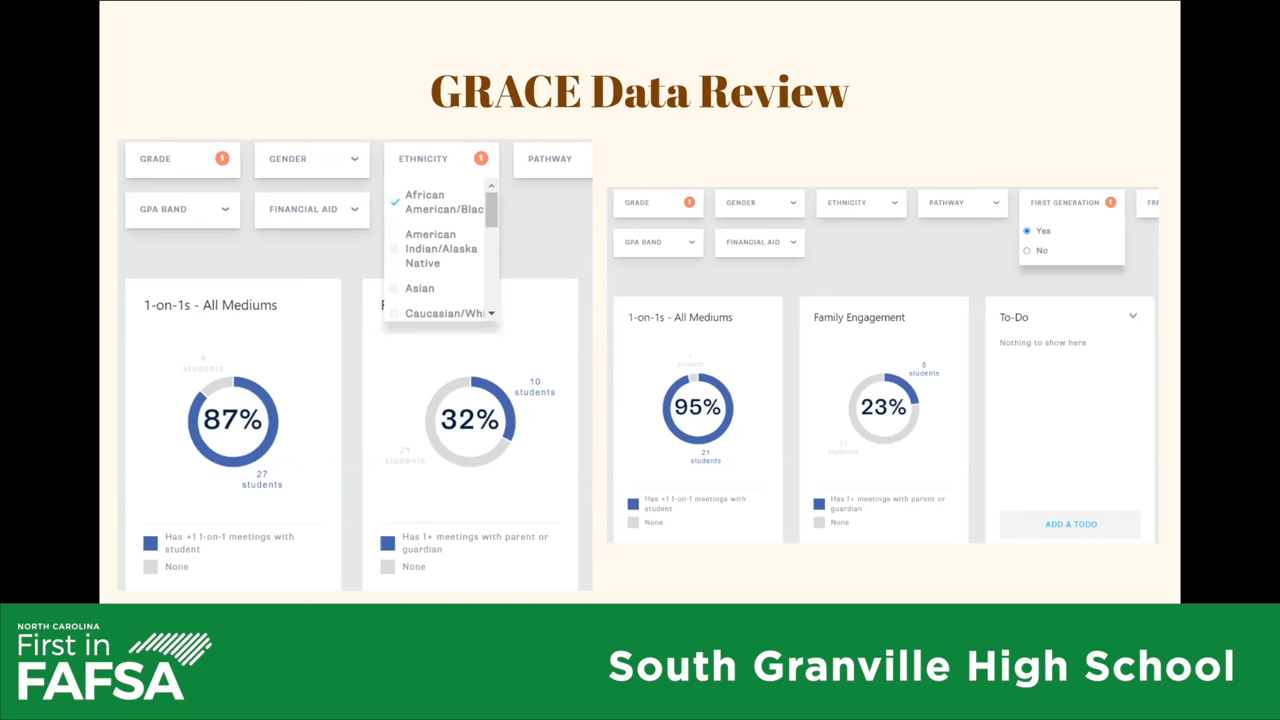 GRACE Data Review
GRADE 1
GENDER
ETHNICITY 1
PATHWAY
GPA BAND
FINANCIAL AID
African
American/Blac
American
Indian/Alaska
Native
Asian
Caucasian/Whi
1-on-1s - All Mediums
F
4
students
87%
27
students
Has +1 1-on-1 meetings with
student
None
10
students
32%
21
students
Has 1+ meetings with parent or
guardian
None
GRADE 1
GENDER
ETHNICITY
PATHWAY
FIRST GENERATION 1
FRP
GPA BAND
FINANCIAL AID
Yes
No
1-on-1s - All Mediums
1
students
95%
21
students
Has +1 1-on-1 meetings with
student
None
Family Engagement
5
students
23%
17
students
Has 1+ meetings with parent or
guardian
None
To-Do
Nothing to show here
ADD A TODO
NORTH CAROLINA
First in
FAFSA
South Granville High School